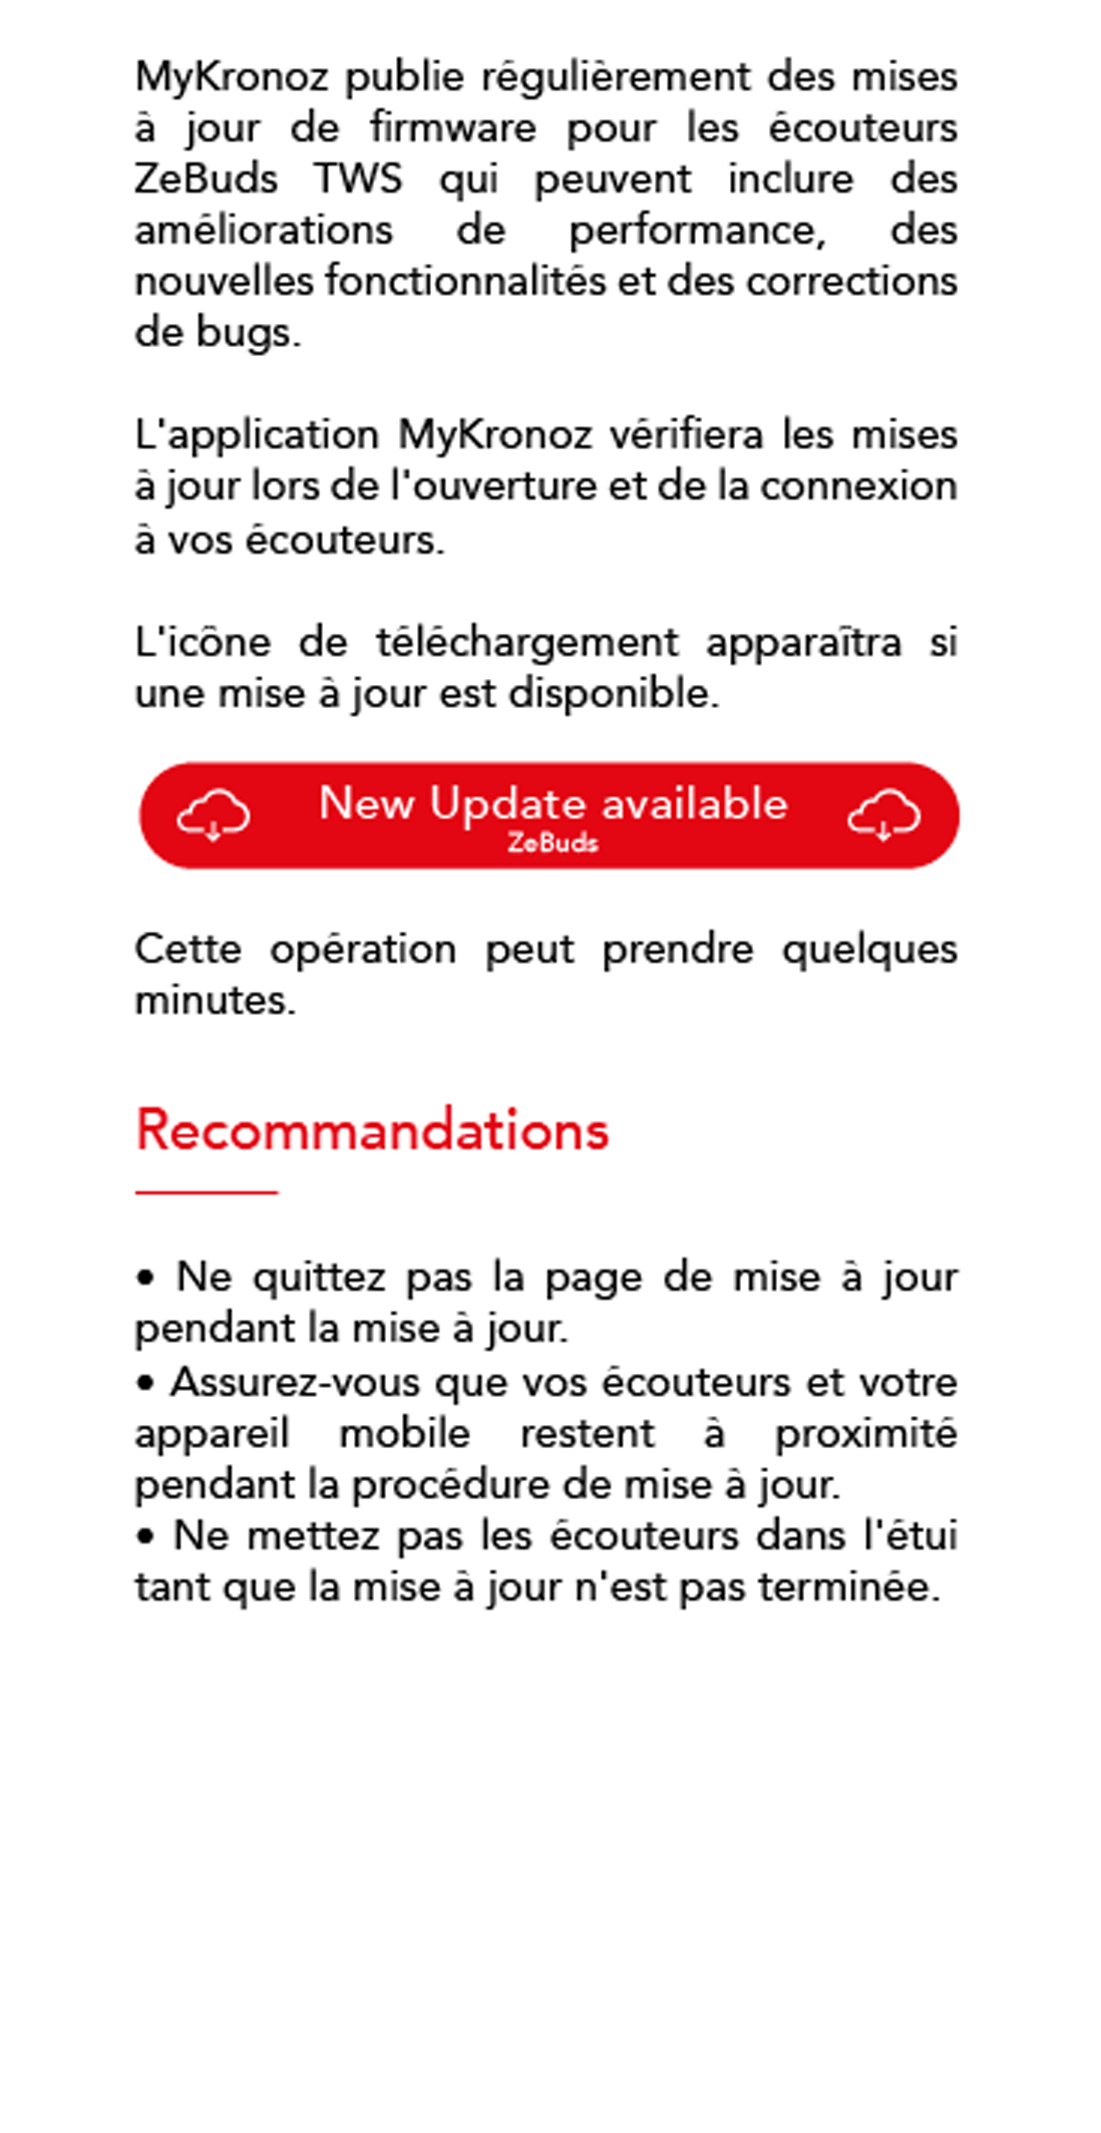 MyKronoz publie régulièrement des mises
à jour de firmware pour les écouteurs
ZeBuds TWS qui peuvent inclure des
améliorations de performance, des
nouvelles fonctionnalités et des corrections
de bugs.
L'application MyKronoz vérifiera les mises
à jour lors de l'ouverture et de la connexion
à vos écouteurs.
L'icône de téléchargement apparaîtra si
une mise à jour est disponible.
New Update available
ZeBuds
Cette opération peut prendre quelques
minutes.
Recommandations
• Ne quittez pas la page de mise à jour
pendant la mise à jour.
• Assurez-vous que vos écouteurs et votre
appareil mobile restent à proximité
pendant la procédure de mise à jour.
• Ne mettez pas les écouteurs dans l'étui
tant que la mise à jour n'est pas terminée.